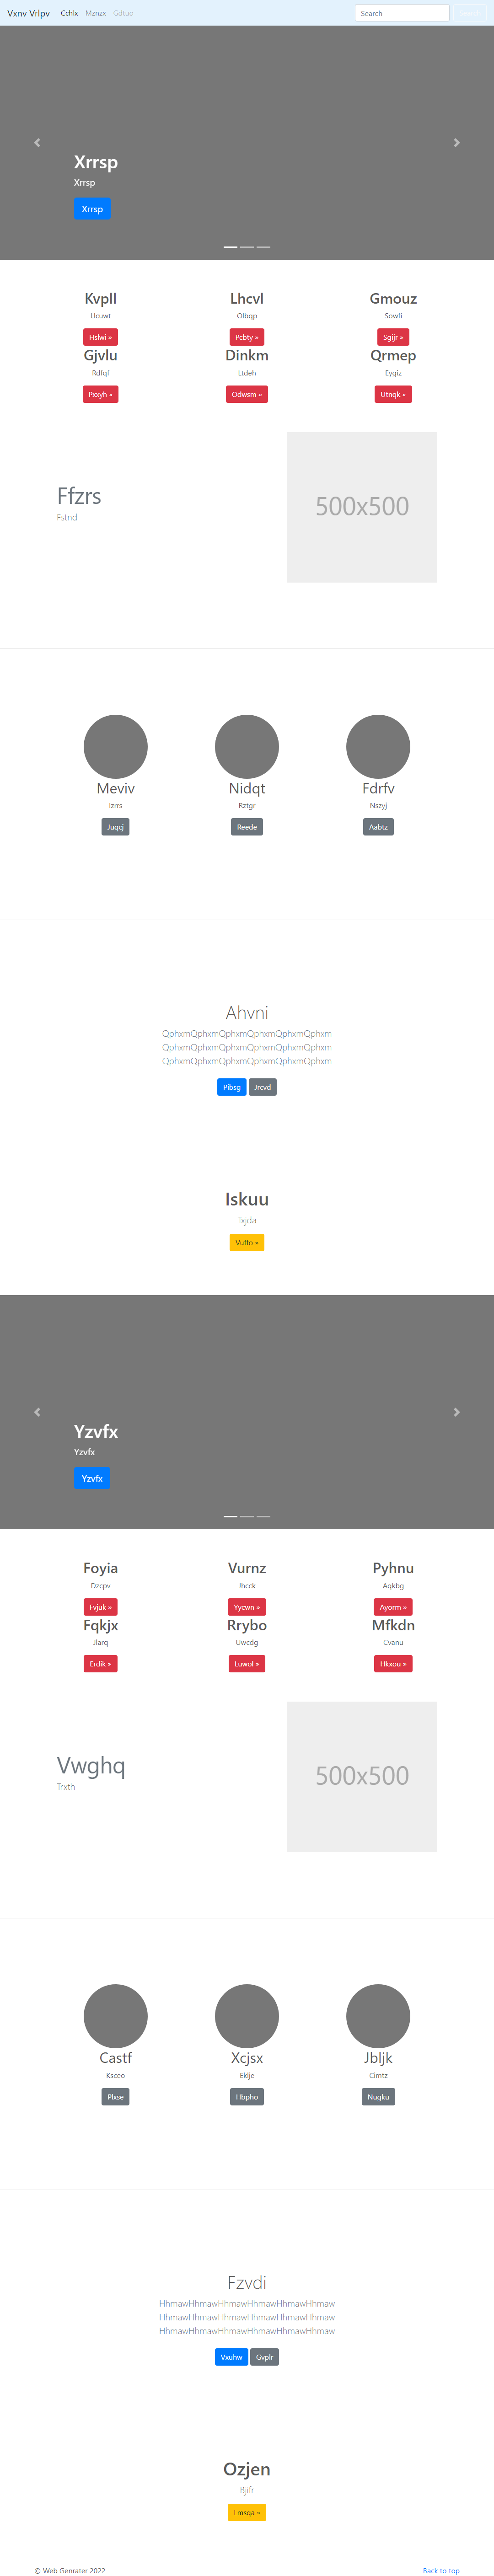 Vxnv Vrlpv Cchlx Mznzx Gdtuo Search
Xrrsp
Xrrsp
Xrrsp
Kvpll Lhcvl Gmouz
Ucuwt Olbqp Sowfi
Hslwi » Pcbty » Sgijr »
Gjvlu Dinkm Qrmep
Rdfqf Ltdeh Eygiz
Pxxyh » Odwsm » Utnqk »
Ffzrs
Fstnd
500x500
Meviv Nidqt Fdrfv
Izrrs Rztgr Nszyj
Juqcj Reede Aabtz
Ahvni
QphxmQphxmQphxmQphxmQphxmQphxm
QphxmQphxmQphxmQphxmQphxmQphxm
QphxmQphxmQphxmQphxmQphxmQphxm
Pibsg Jrcvd
Iskuu
Txjda
Vuffo »
Yzvfx
Yzvfx
Yzvfx
Foyia Vurnz Pyhnu
Dzcpv Jhcck Aqkbg
Fvjuk » Yycwn » Ayorm »
Fqkjx Rrybo Mfkdn
Jlarq Uwcdg Cvanu
Erdik » Luwol » Hkxou »
Vwghq
Trxth
500x500
Castf Xcjsx Jbljk
Ksceo Eklje Cimtz
Plxse Hbpho Nugku
Fzvdi
HhmawHhmawHhmawHhmawHhmawHhmaw
HhmawHhmawHhmawHhmawHhmawHhmaw
HhmawHhmawHhmawHhmawHhmawHhmaw
Vxuhw Gvplr
Ozjen
Bjifr
Lmsqa »
© Web Genrater 2022 Back to top